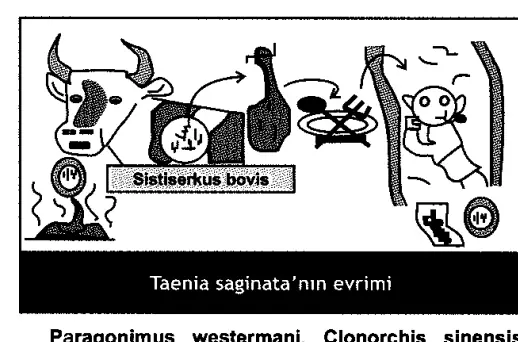 Sistiserkus bovis
Taenia saginata'nın evrimi
Paragonimus westermani, Clonorchis sinensis